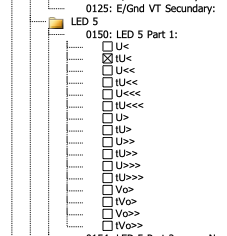 0125: E/Gnd VT Secundary:
LED 5
0150: LED 5 Part 1:
U<
tU<
U<<
tU<<
U<<<
tU<<<
U>
tU>
U>>
tU>>
U>>>
tU>>>
Vo>
tVo>
Vo>>
tVo>>